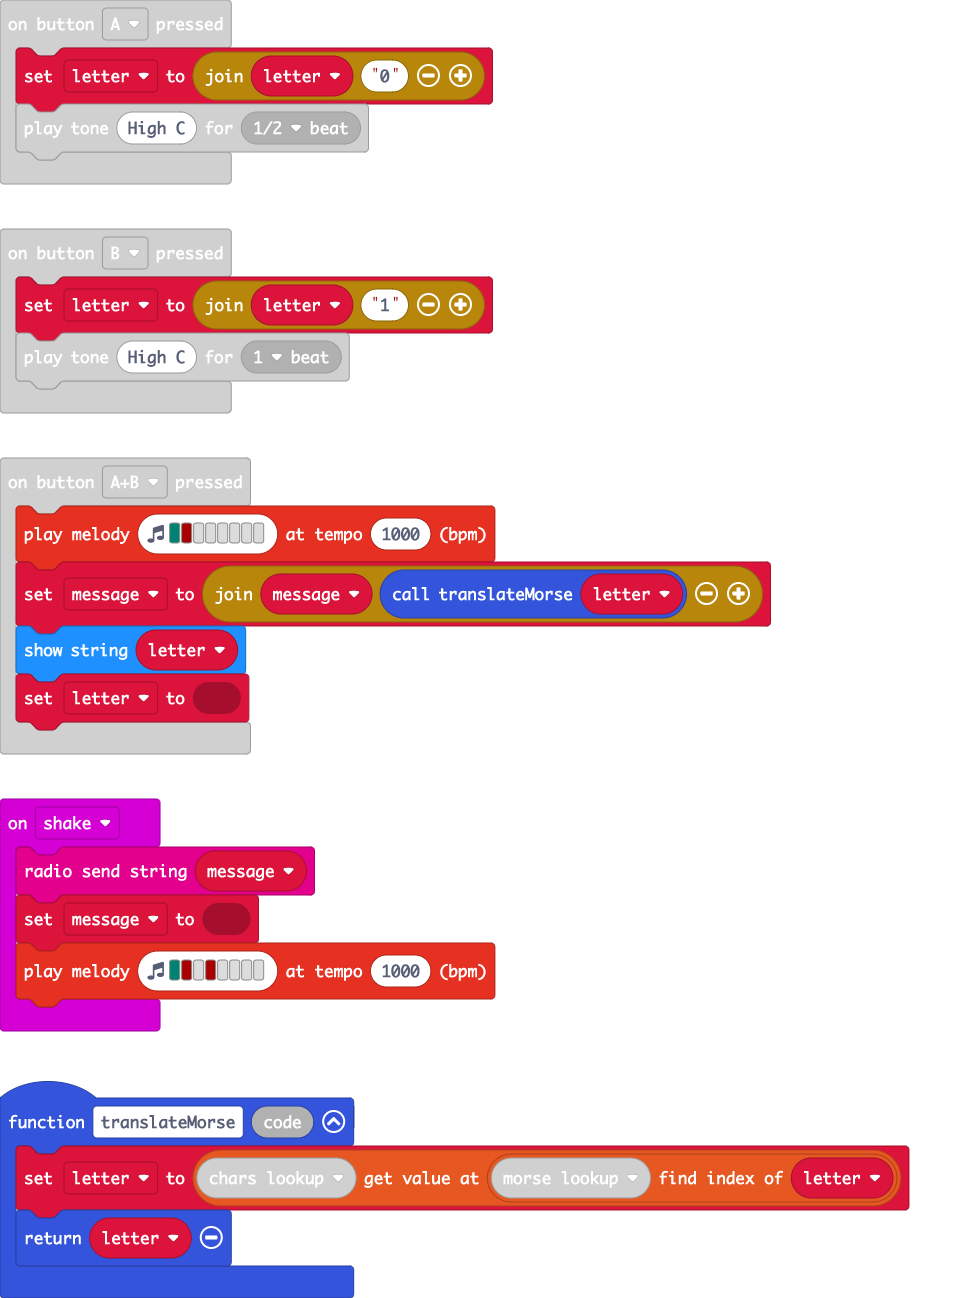 on button A pressed
set letter to join letter "0"
play tone High C for 1/2 beat
on button B pressed
set letter to join letter "1"
play tone High C for 1 beat
on button A+B pressed
play melody at tempo 1000 (bpm)
set message to join message call translateMorse letter
show string letter
set letter to
on shake
radio send string message
set message to
play melody at tempo 1000 (bpm)
function translateMorse code
set letter to chars lookup get value at morse lookup find index of letter
return letter